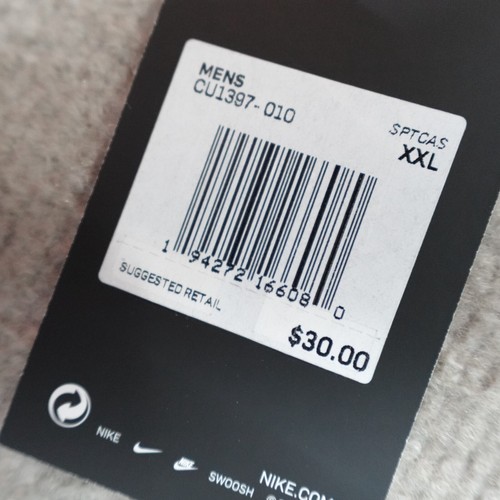 MENS
CU1397-010
SPTCAS
XXL
1 94272 16608 0
SUGGESTED RETAIL
$30.00
NIKE
SWOOSH
NIKE.COM